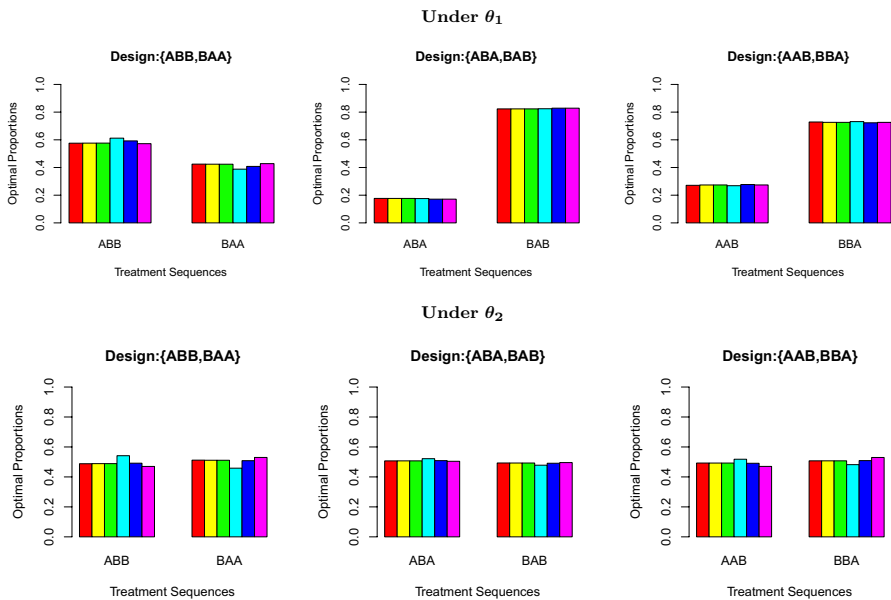 Under θ₁
Design:{ABB,BAA}
Design:{ABA,BAB}
Design:{AAB,BBA}
Optimal Proportions
0.0 0.2 0.4 0.6 0.8 1.0
ABB BAA
Treatment Sequences
Optimal Proportions
0.0 0.2 0.4 0.6 0.8 1.0
ABA BAB
Treatment Sequences
Optimal Proportions
0.0 0.2 0.4 0.6 0.8 1.0
AAB BBA
Treatment Sequences
Under θ₂
Design:{ABB,BAA}
Design:{ABA,BAB}
Design:{AAB,BBA}
Optimal Proportions
0.0 0.2 0.4 0.6 0.8 1.0
ABB BAA
Treatment Sequences
Optimal Proportions
0.0 0.2 0.4 0.6 0.8 1.0
ABA BAB
Treatment Sequences
Optimal Proportions
0.0 0.2 0.4 0.6 0.8 1.0
AAB BBA
Treatment Sequences